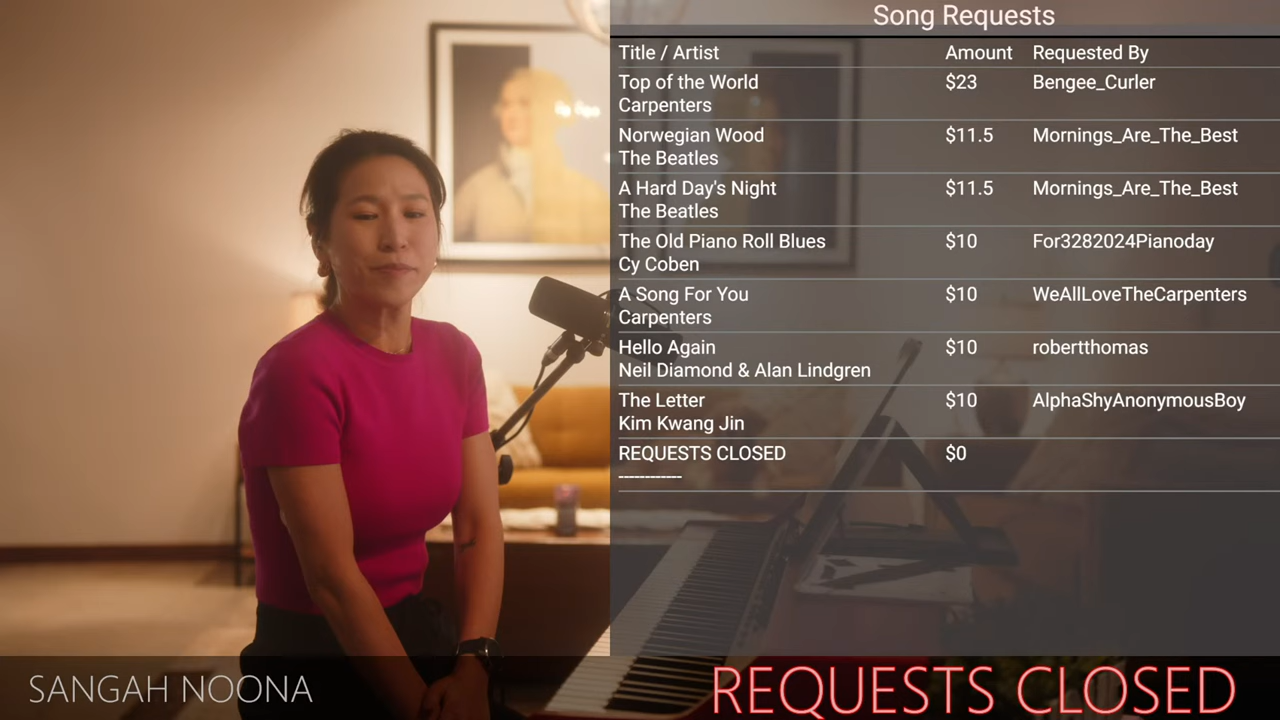 Song Requests
Title / Artist Amount Requested By
Top of the World $23 Bengee_Curler
Carpenters
Norwegian Wood $11.5 Mornings_Are_The_Best
The Beatles
A Hard Day's Night $11.5 Mornings_Are_The_Best
The Beatles
The Old Piano Roll Blues $10 For3282024Pianoday
Cy Coben
A Song For You $10 WeAllLoveTheCarpenters
Carpenters
Hello Again $10 robertthomas
Neil Diamond & Alan Lindgren
The Letter $10 AlphaShyAnonymousBoy
Kim Kwang Jin
REQUESTS CLOSED $0
------------
SANGAH NOONA
REQUESTS CLOSED